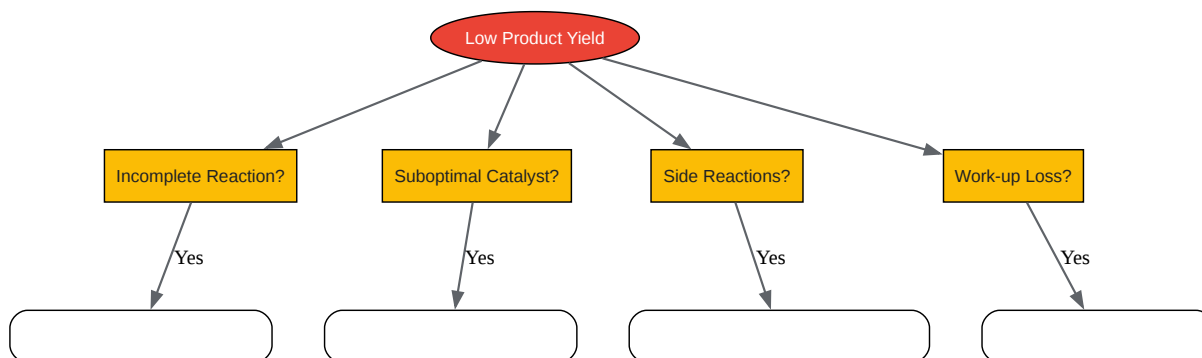 Low Product Yield
Incomplete Reaction?
Suboptimal Catalyst?
Side Reactions?
Work-up Loss?
Yes
Yes
Yes
Yes